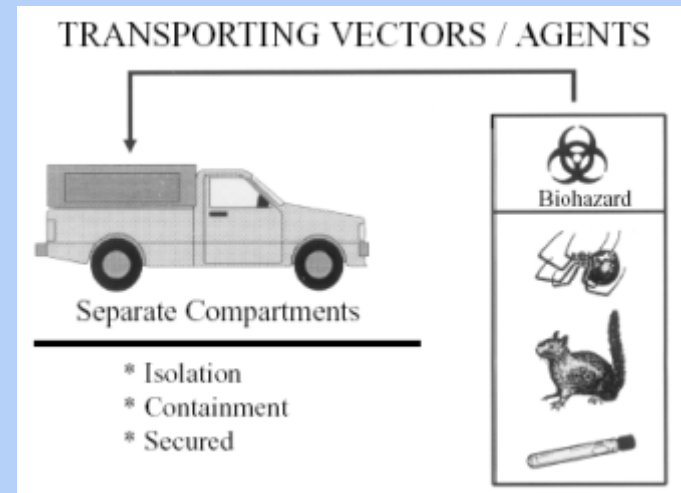 TRANSPORTING VECTORS / AGENTS
Biohazard
Separate Compartments
* Isolation
* Containment
* Secured